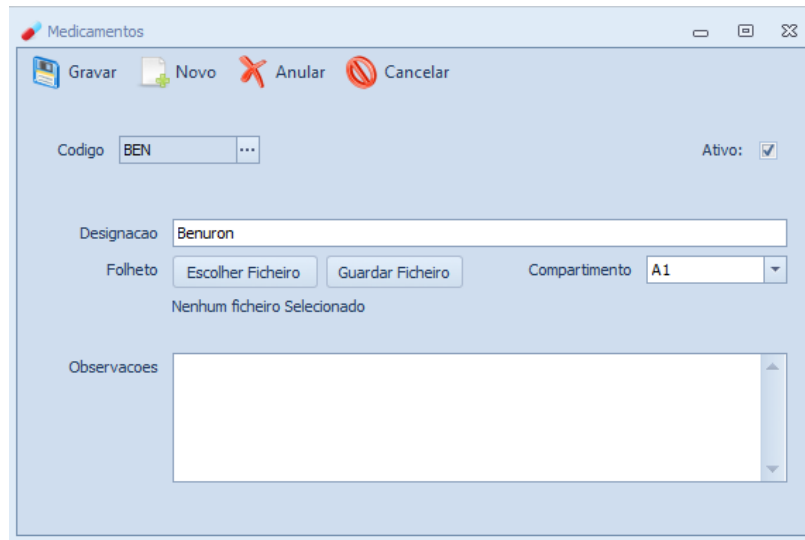 Medicamentos
Gravar Novo Anular Cancelar
Codigo BEN ... Ativo:
Designacao Benuron
Folheto Escolher Ficheiro Guardar Ficheiro Compartimento A1
Nenhum ficheiro Selecionado
Observacoes